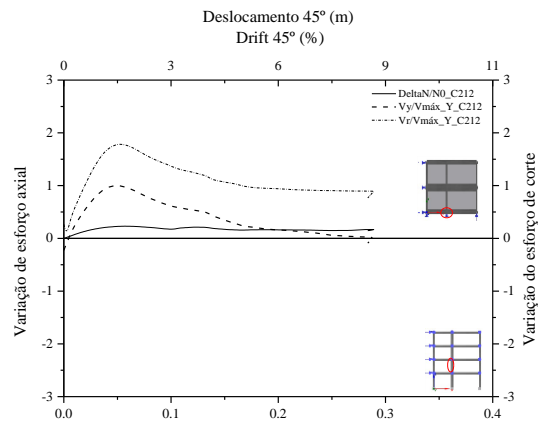 Deslocamento 45º (m)
Drift 45º (%)
0 3 6 8 11
3 3
DeltaN/N0_C212
Vy/Vmáx_Y_C212
Vr/Vmáx_Y_C212
2 2
1 1
0 0
-1 -1
-2 -2
-3 -3
Variação de esforço axial
Variação do esforço de corte
0.0 0.1 0.2 0.3 0.4